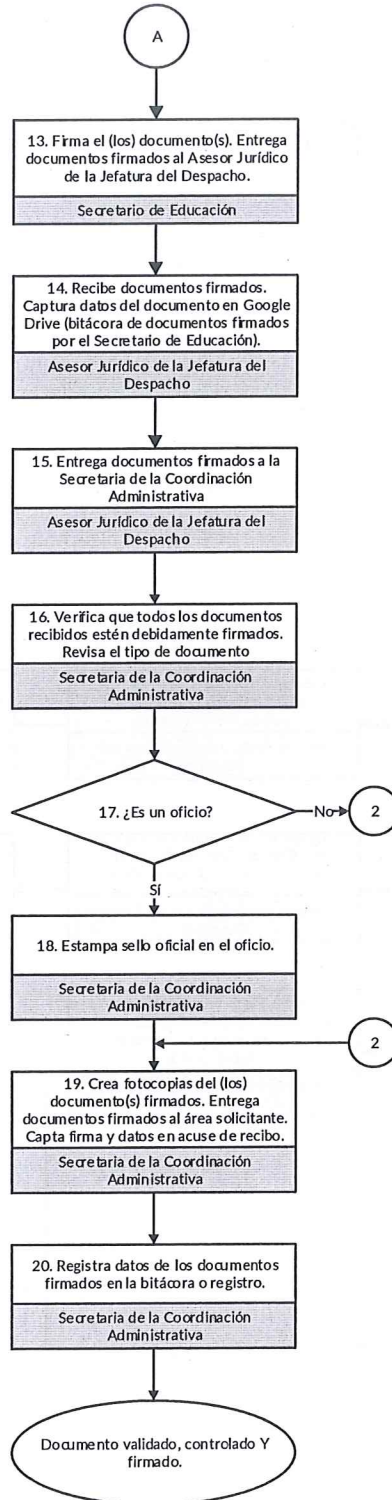 A
13. Firma el (los) documento(s). Entrega
documentos firmados al Asesor Jurídico
de la Jefatura del Despacho.
Secretario de Educación
14. Recibe documentos firmados.
Captura datos del documento en Google
Drive (bitácora de documentos firmados
por el Secretario de Educación).
Asesor Jurídico de la Jefatura del
Despacho
15. Entrega documentos firmados a la
Secretaria de la Coordinación
Administrativa
Asesor Jurídico de la Jefatura del
Despacho
16. Verifica que todos los documentos
recibidos estén debidamente firmados.
Revisa el tipo de documento
Secretaria de la Coordinación
Administrativa
17. ¿Es un oficio?
No
2
Sí
18. Estampa sello oficial en el oficio.
Secretaria de la Coordinación
Administrativa
2
19. Crea fotocopias del (los)
documento(s) firmados. Entrega
documentos firmados al área solicitante.
Capta firma y datos en acuse de recibo.
Secretaria de la Coordinación
Administrativa
20. Registra datos de los documentos
firmados en la bitácora o registro.
Secretaria de la Coordinación
Administrativa
Documento validado, controlado Y
firmado.